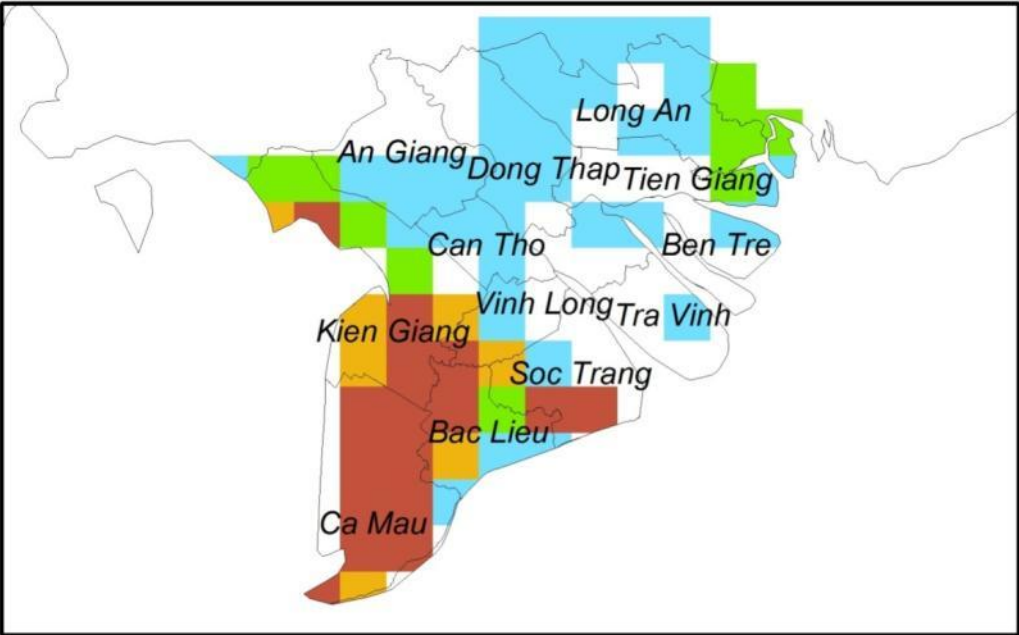 Long An
An Giang
Dong Thap
Tien Giang
Can Tho
Ben Tre
Vinh Long
Tra Vinh
Kien Giang
Soc Trang
Bac Lieu
Ca Mau